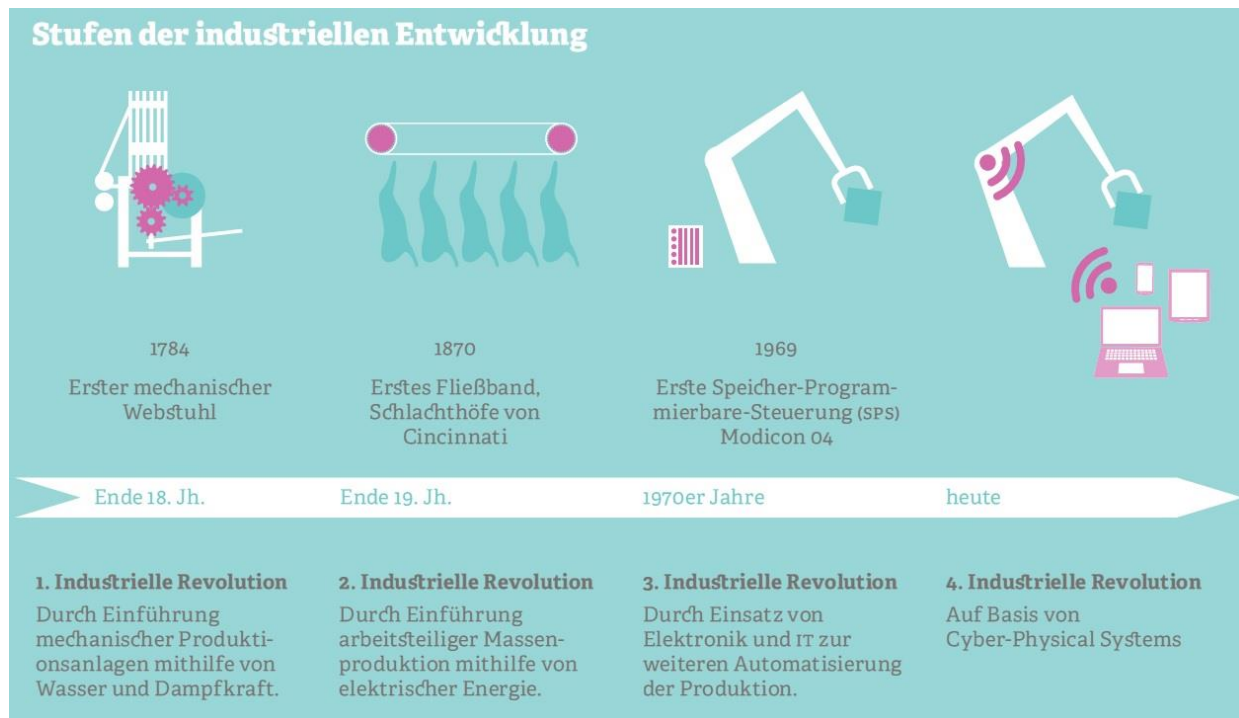 Stufen der industriellen Entwicklung
1784
Erster mechanischer
Webstuhl
1870
Erstes Fließband,
Schlachthöfe von
Cincinnati
1969
Erste Speicher-Program-
mierbare-Steuerung (SPS)
Modicon 04
Ende 18. Jh.
Ende 19. Jh.
1970er Jahre
heute
1. Industrielle Revolution
Durch Einführung
mechanischer Produkti-
onsanlagen mithilfe von
Wasser und Dampfkraft.
2. Industrielle Revolution
Durch Einführung
arbeitsteiliger Massen-
produktion mithilfe von
elektrischer Energie.
3. Industrielle Revolution
Durch Einsatz von
Elektronik und IT zur
weiteren Automatisierung
der Produktion.
4. Industrielle Revolution
Auf Basis von
Cyber-Physical Systems